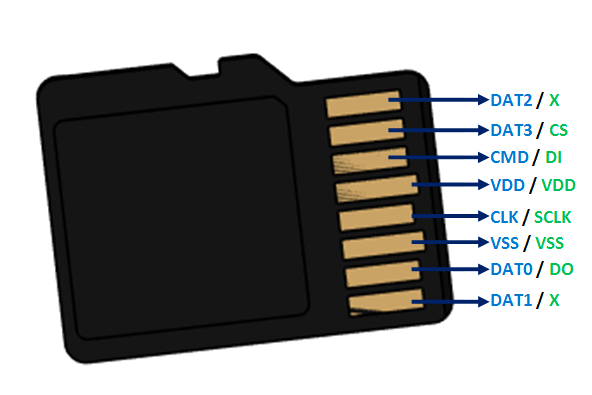 DAT2 / X
DAT3 / CS
CMD / DI
VDD / VDD
CLK / SCLK
VSS / VSS
DAT0 / DO
DAT1 / X